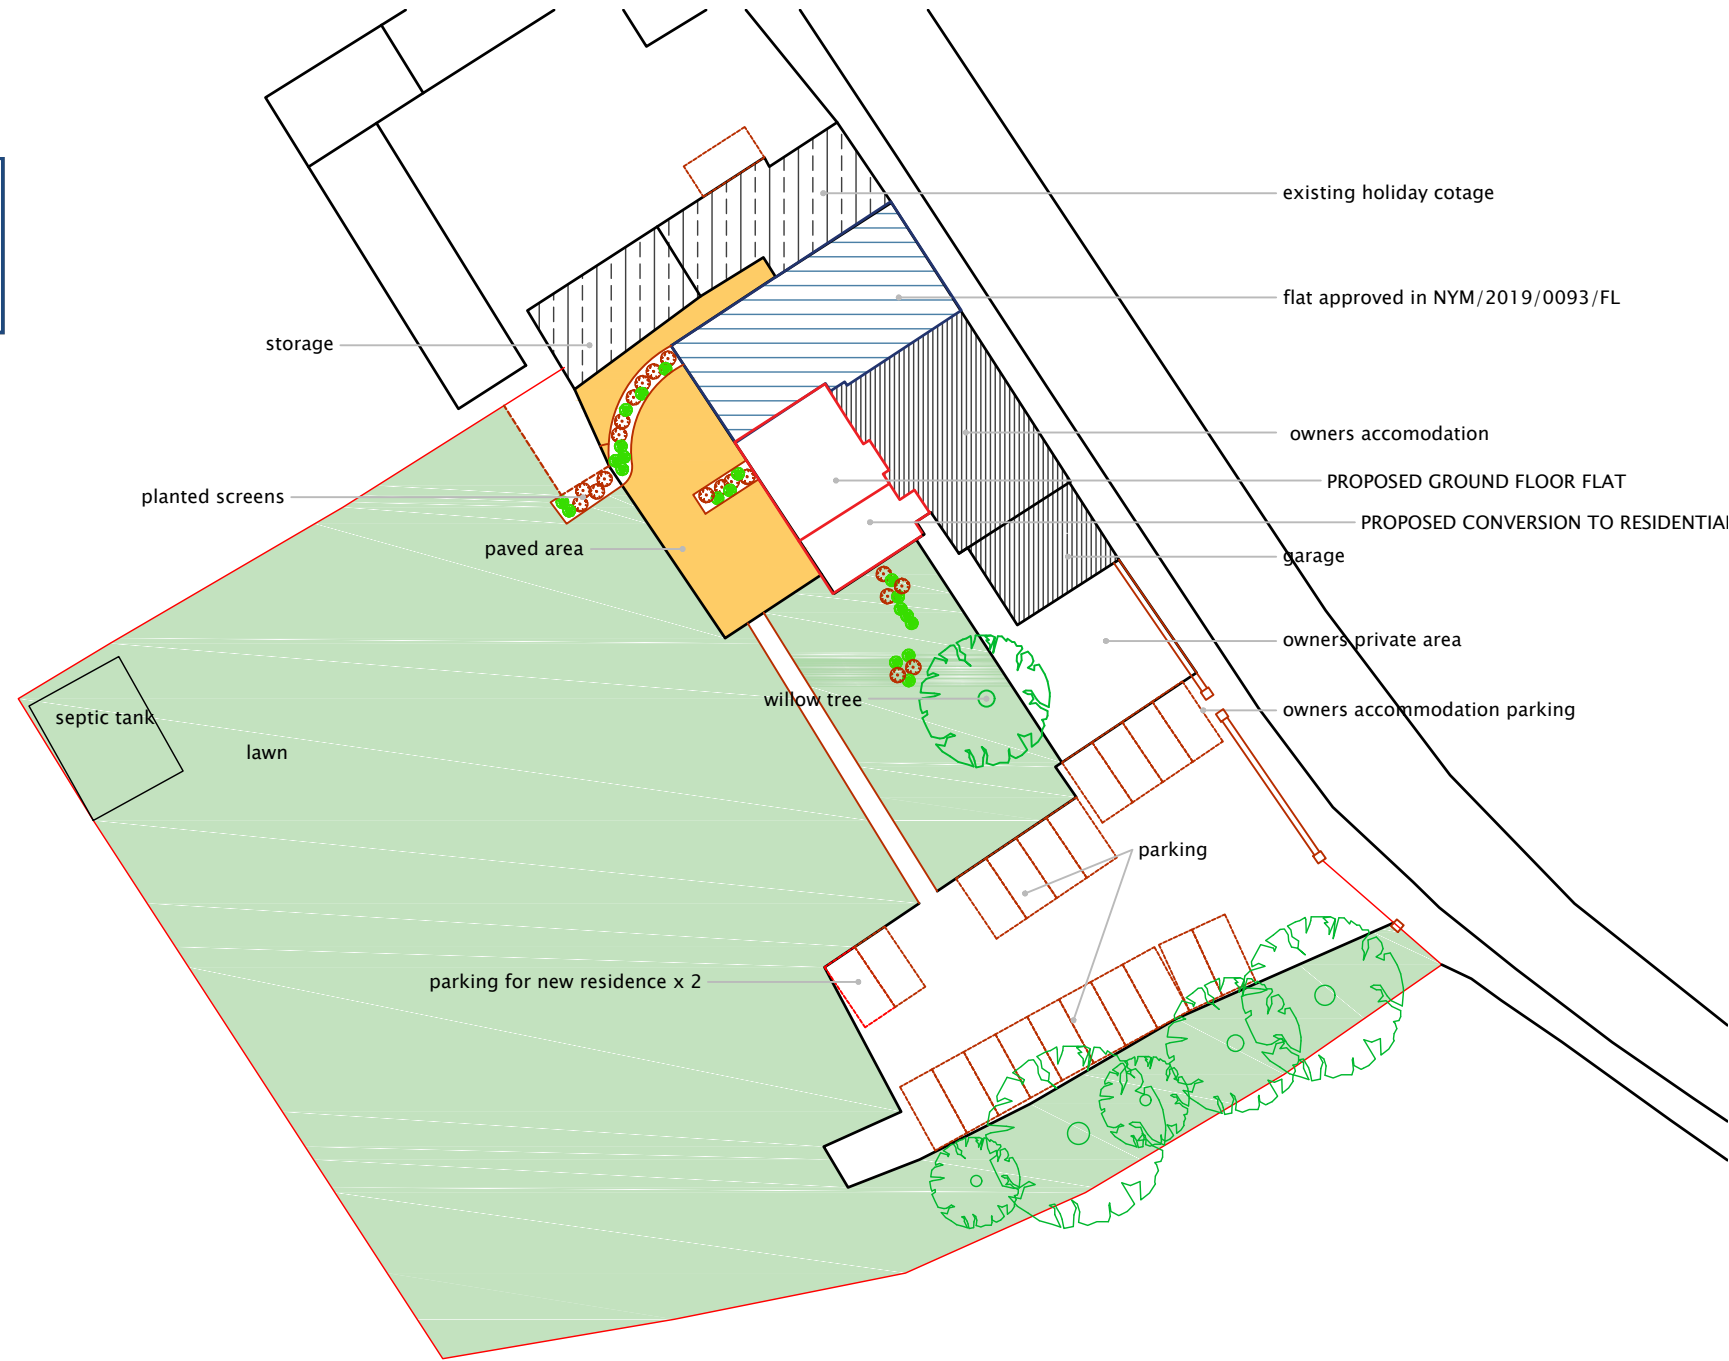 existing holiday cotage
flat approved in NYM/2019/0093/FL
storage
owners accomodation
PROPOSED GROUND FLOOR FLAT
planted screens
PROPOSED CONVERSION TO RESIDENTIAL
paved area
garage
owners private area
willow tree
owners accommodation parking
septic tank
lawn
parking
parking for new residence x 2